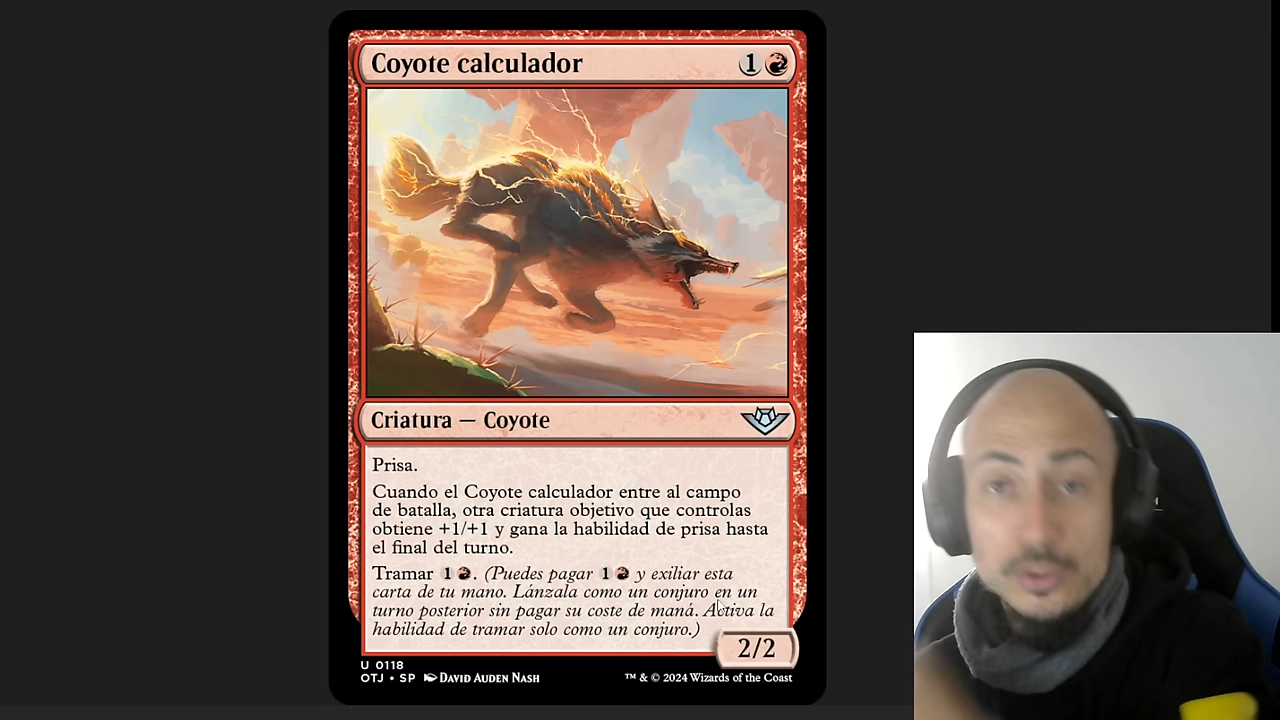 Coyote calculador 1
Criatura — Coyote
Prisa.
Cuando el Coyote calculador entre al campo
de batalla, otra criatura objetivo que controlas
obtiene +1/+1 y gana la habilidad de prisa hasta
el final del turno.
Tramar 1. (Puedes pagar 1 y exiliar esta
carta de tu mano. Lánzala como un conjuro en un
turno posterior sin pagar su coste de maná. Activa la
habilidad de tramar solo como un conjuro.)
2/2
U 0118
OTJ • SP DAVID AUDEN NASH
™ & © 2024 Wizards of the Coast